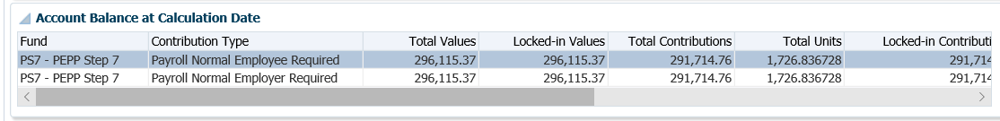 Account Balance at Calculation Date
Fund Contribution Type Total Values Locked-in Values Total Contributions Total Units Locked-in Contributi
PS7 - PEPP Step 7 Payroll Normal Employee Required 296,115.37 296,115.37 291,714.76 1,726.836728 291,714
PS7 - PEPP Step 7 Payroll Normal Employer Required 296,115.37 296,115.37 291,714.76 1,726.836728 291,714